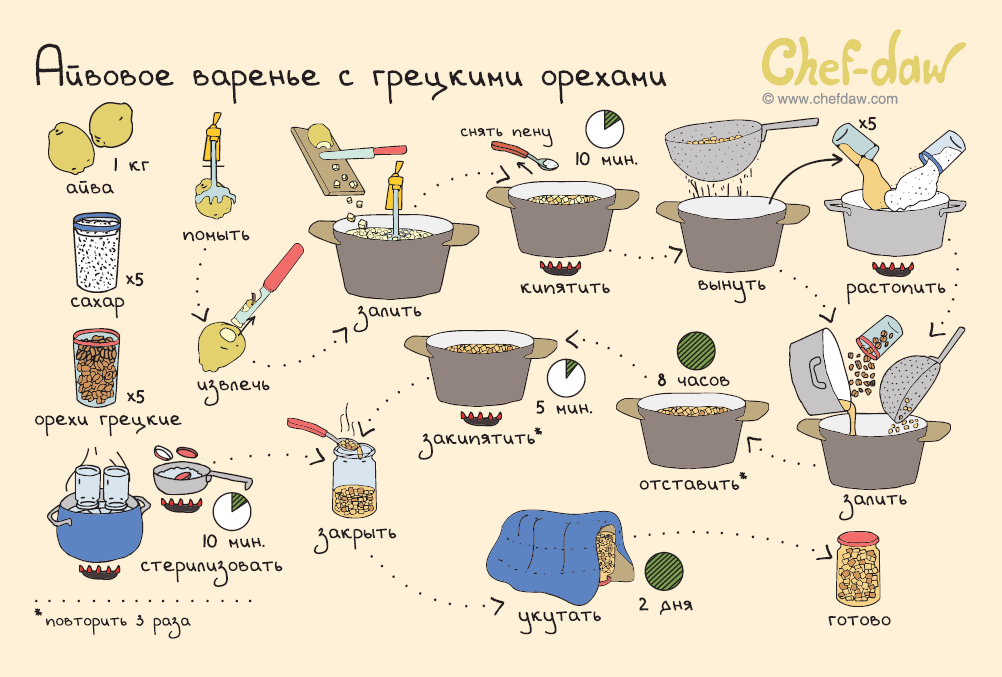 Айвовое варенье с грецкими орехами
Chef-daw
© www.chefdaw.com
1 кг
айва
x5
сахар
x5
орехи грецкие
помыть
извлечь
залить
снять пену
10 мин.
кипятить
вынуть
x5
растопить
залить
8 часов
отставить*
5 мин.
закипятить*
10 мин.
стерилизовать
закрыть
укутать
2 дня
готово
*повторить 3 раза